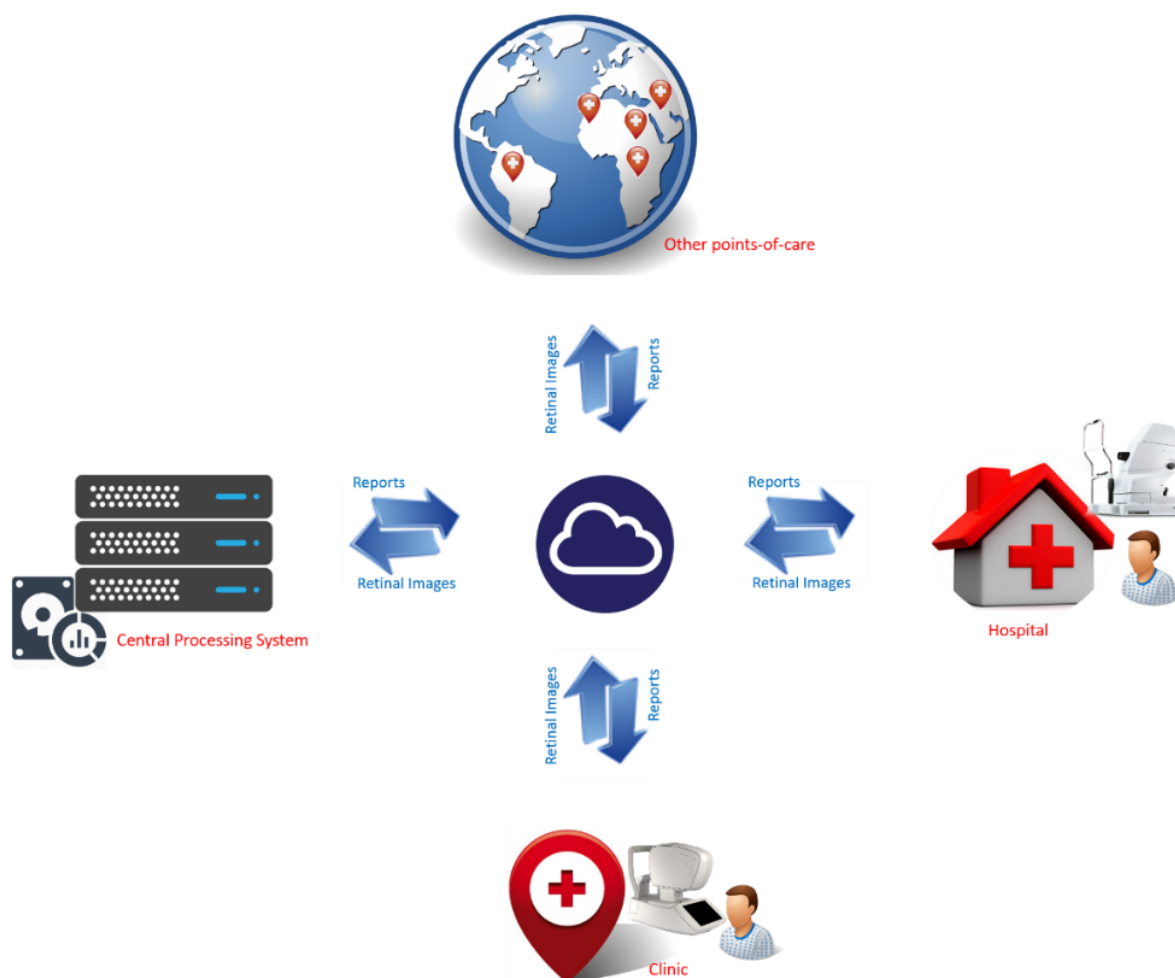 Other points-of-care
Retinal Images
Reports
Reports
Retinal Images
Reports
Retinal Images
Central Processing System
Hospital
Retinal Images
Reports
Clinic